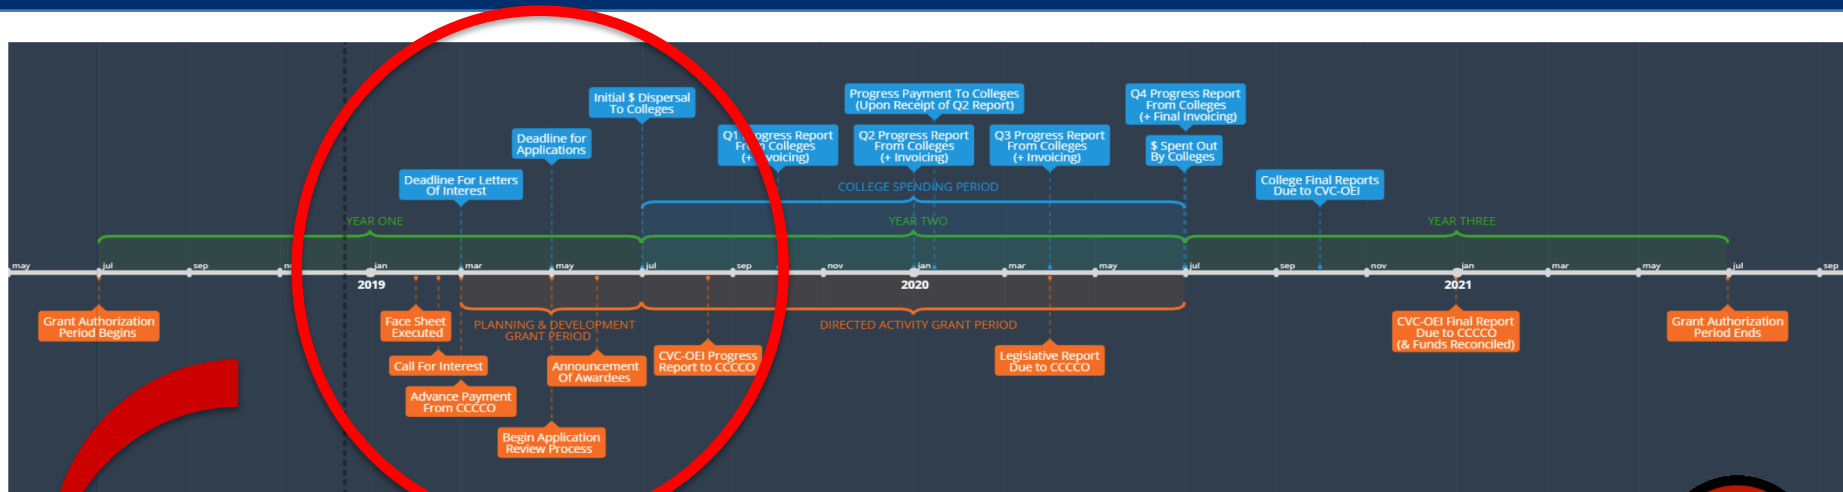 Initial $ Dispersal
To Colleges
Progress Payment To Colleges
(Upon Receipt of Q2 Report)
Q4 Progress Report
From Colleges
(+ Final Invoicing)
Deadline for
Applications
Q1 Progress Report
From Colleges
(+ Invoicing)
Q2 Progress Report
From Colleges
(+ Invoicing)
Q3 Progress Report
From Colleges
(+ Invoicing)
$ Spent Out
By Colleges
Deadline For Letters
Of Interest
College Final Reports
Due to CVC-OEI
COLLEGE SPENDING PERIOD
YEAR ONE
YEAR TWO
YEAR THREE
may jul sep nov jan mar may jul sep nov jan mar may jul sep nov jan mar may jul sep
2019 2020 2021
Grant Authorization
Period Begins
Face Sheet
Executed
PLANNING & DEVELOPMENT
GRANT PERIOD
DIRECTED ACTIVITY GRANT PERIOD
CVC-OEI Final Report
Due to CCCCO
(& Funds Reconciled)
Grant Authorization
Period Ends
Call For Interest
Announcement
Of Awardees
CVC-OEI Progress
Report to CCCCO
Legislative Report
Due to CCCCO
Advance Payment
From CCCCO
Begin Application
Review Process